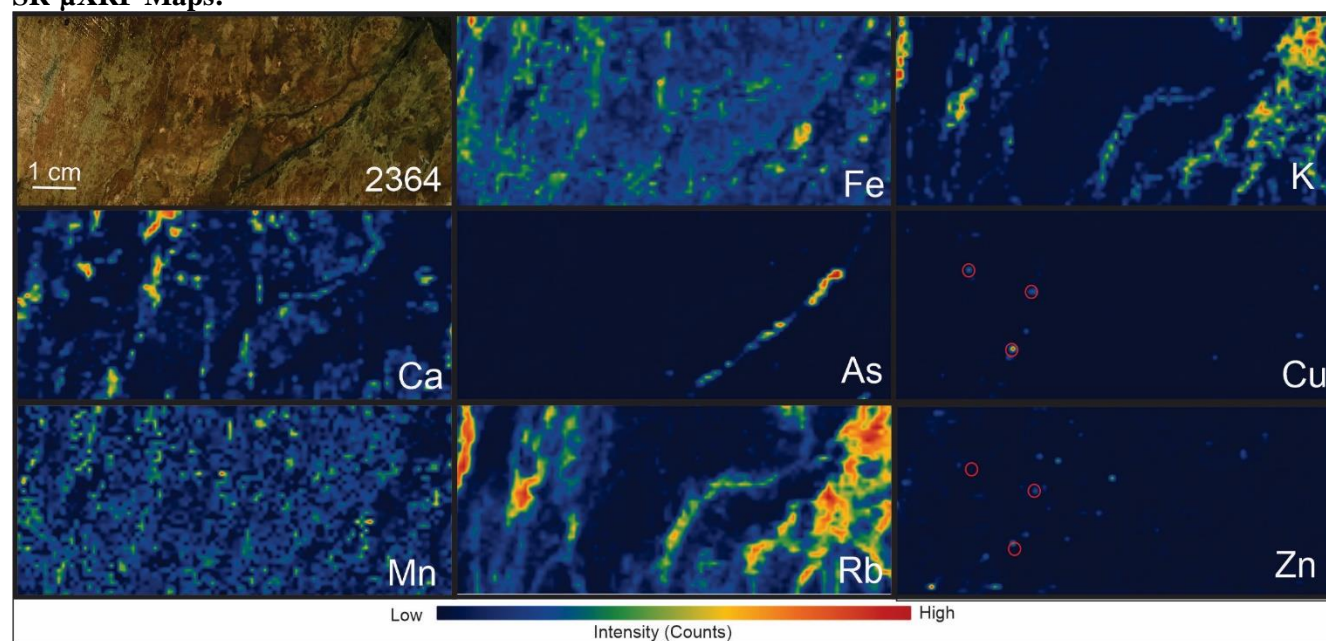 SR-μXRF Maps:
1 cm
2364
Fe
K
Ca
As
Cu
Mn
Rb
Zn
Low
High
Intensity (Counts)